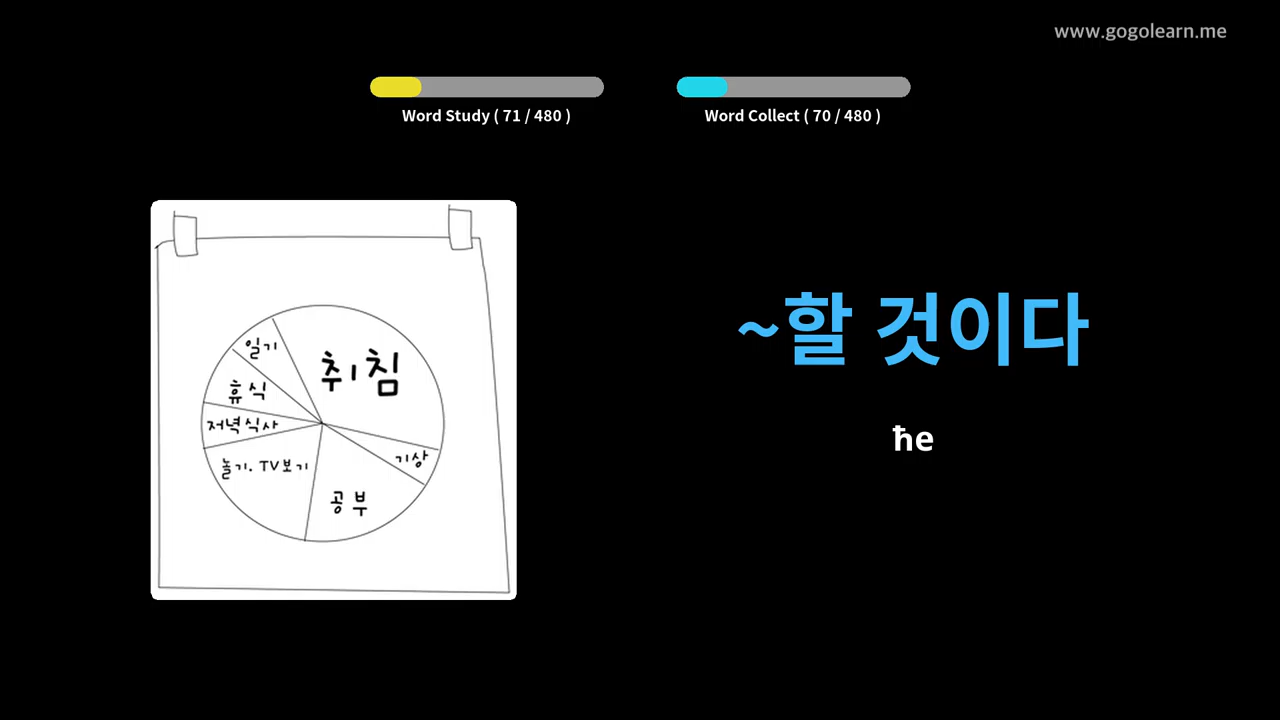 www.gogolearn.me
Word Study ( 71 / 480 )
Word Collect ( 70 / 480 )
일기
취침
휴식
저녁식사
놀기. TV보기
기상
공부
~할 것이다
ħe